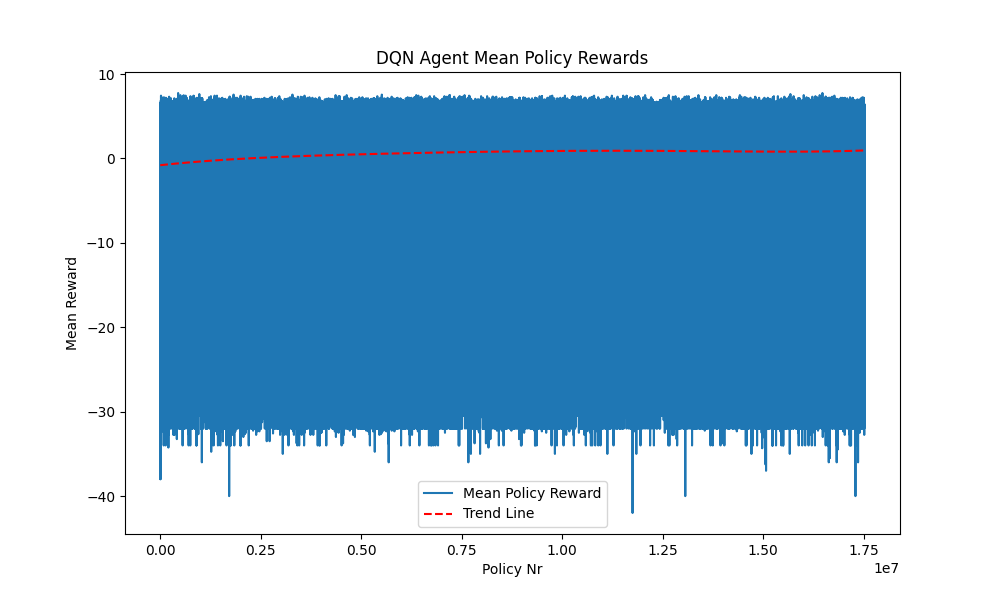 DQN Agent Mean Policy Rewards
10
0
−10
−20
−30
−40
Mean Reward
Mean Policy Reward
Trend Line
0.00 0.25 0.50 0.75 1.00 1.25 1.50 1.75
1e7
Policy Nr